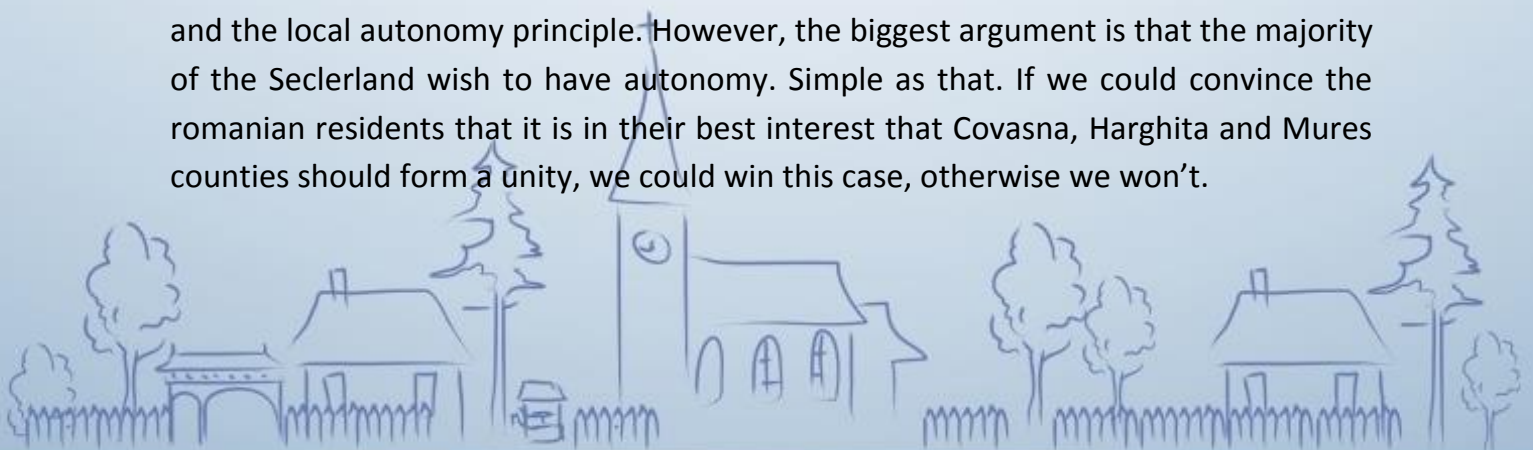 and the local autonomy principle. However, the biggest argument is that the majority
of the Seclerland wish to have autonomy. Simple as that. If we could convince the
romanian residents that it is in their best interest that Covasna, Harghita and Mures
counties should form a unity, we could win this case, otherwise we won’t.